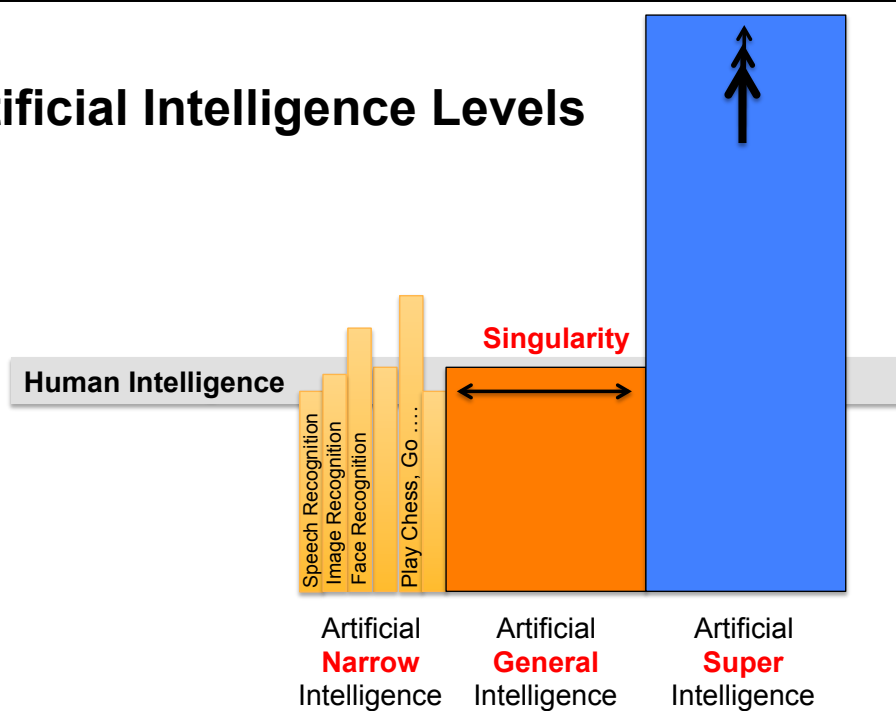 tificial Intelligence Levels
Singularity
Human Intelligence
Speech Recognition
Image Recognition
Face Recognition
Play Chess, Go ….
Artificial
Narrow
Intelligence
Artificial
General
Intelligence
Artificial
Super
Intelligence